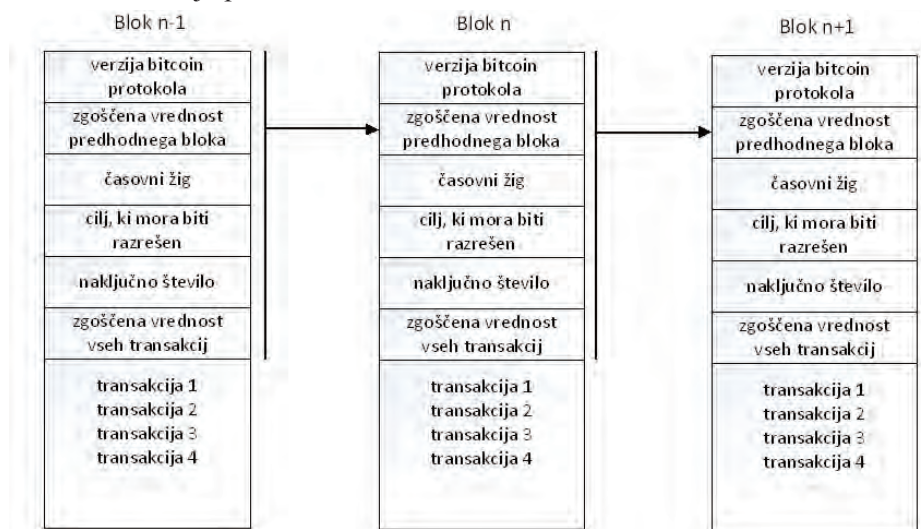 Blok n-1
verzija bitcoin
protokola
zgoščena vrednost
predhodnega bloka
časovni žig
cilj, ki mora biti
razrešen
naključno število
zgoščena vrednost
vseh transakcij
transakcija 1
transakcija 2
transakcija 3
transakcija 4
Blok n
verzija bitcoin
protokola
zgoščena vrednost
predhodnega bloka
časovni žig
cilj, ki mora biti
razrešen
naključno število
zgoščena vrednost
vseh transakcij
transakcija 1
transakcija 2
transakcija 3
transakcija 4
Blok n+1
verzija bitcoin
protokola
zgoščena vrednost
predhodnega bloka
časovni žig
cilj, ki mora biti
razrešen
naključno število
zgoščena vrednost
vseh transakcij
transakcija 1
transakcija 2
transakcija 3
transakcija 4